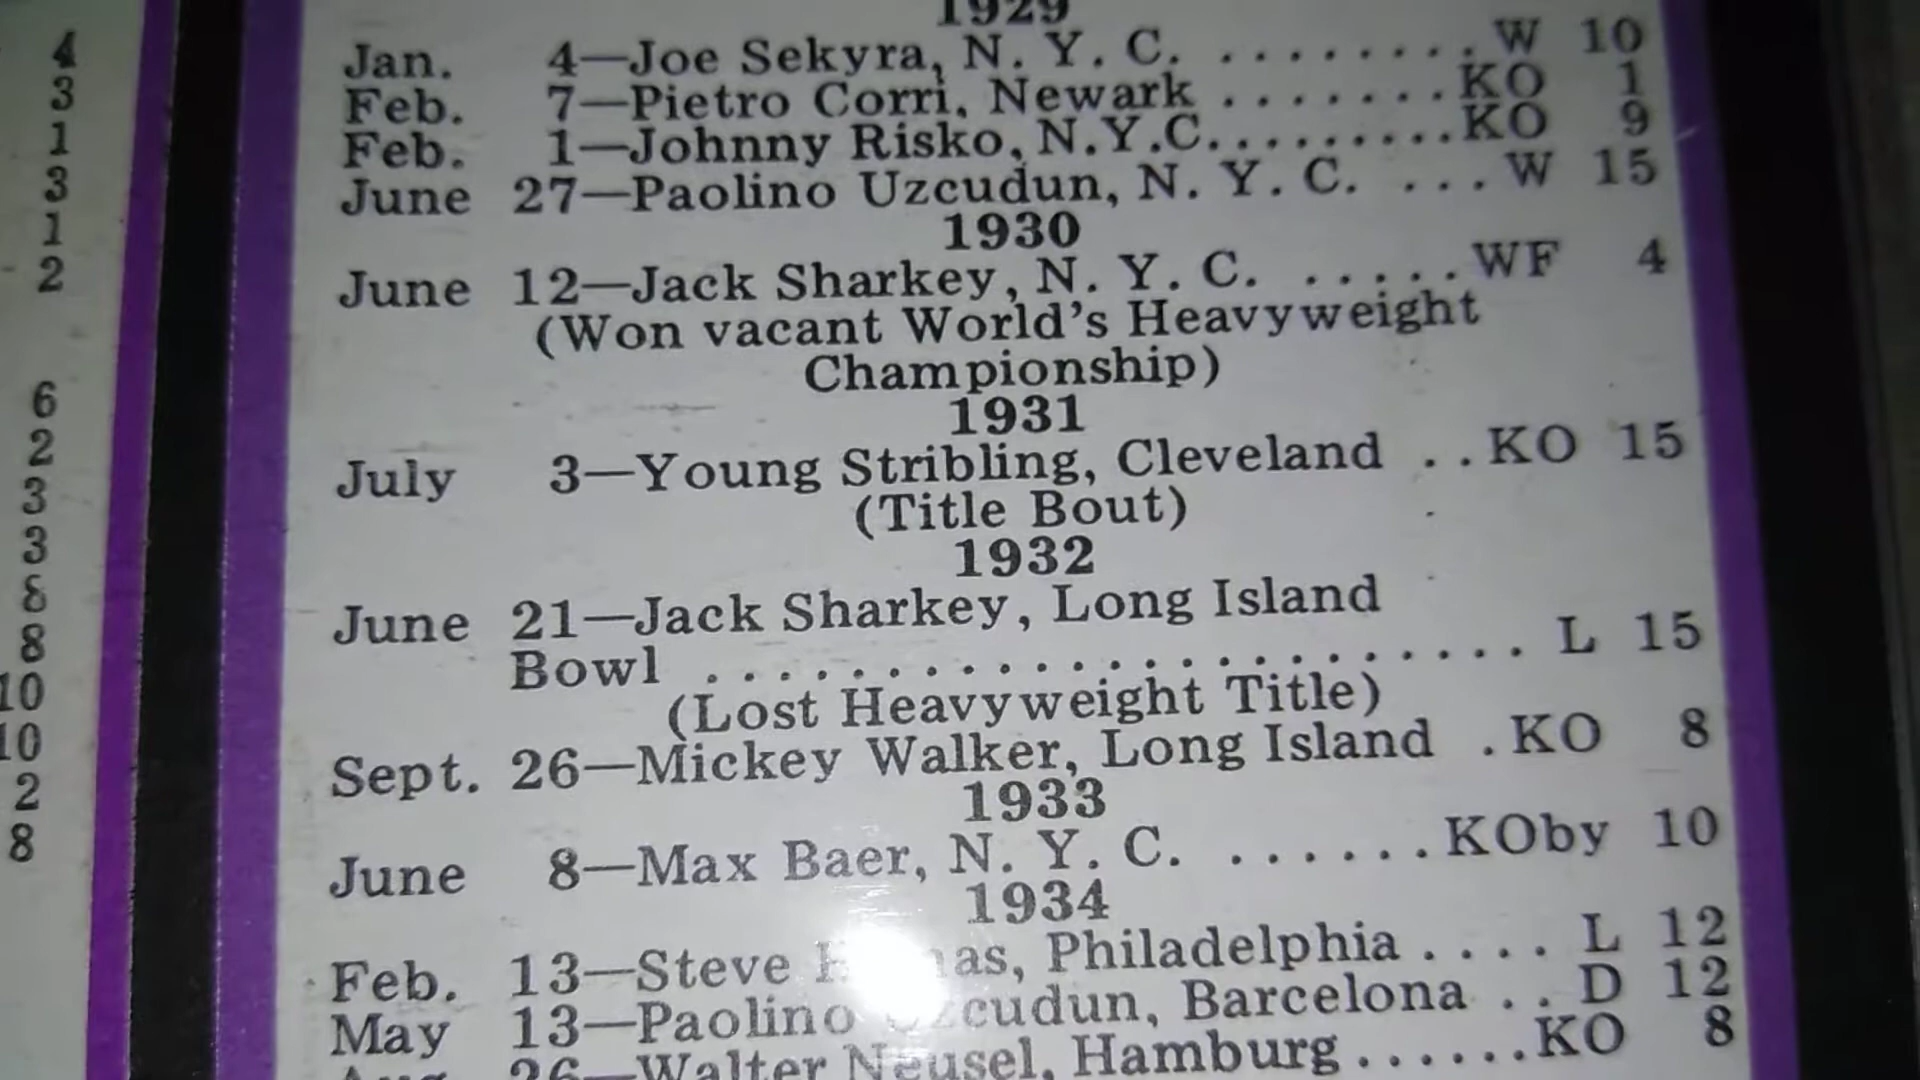 4
3
1
3
1
2
6
2
3
3
8
10
10
2
8
1929
Jan. 4—Joe Sekyra, N. Y. C. ........ W 10
Feb. 7—Pietro Corri, Newark ....... KO 1
Feb. 1—Johnny Risko, N.Y.C. ........ KO 9
June 27—Paolino Uzcudun, N. Y. C. ... W 15
1930
June 12—Jack Sharkey, N. Y. C. ..... WF 4
(Won vacant World's Heavyweight
Championship)
1931
July 3—Young Stribling, Cleveland .. KO 15
(Title Bout)
1932
June 21—Jack Sharkey, Long Island
Bowl ....................... L 15
(Lost Heavyweight Title)
Sept. 26—Mickey Walker, Long Island . KO 8
1933
June 8—Max Baer, N. Y. C. ...... KOby 10
1934
Feb. 13—Steve Philadelphia .... L 12
May 13—Paolino Uzcudun, Barcelona .. D 12
Aug. 26—Walter Neusel, Hamburg ...... KO 8